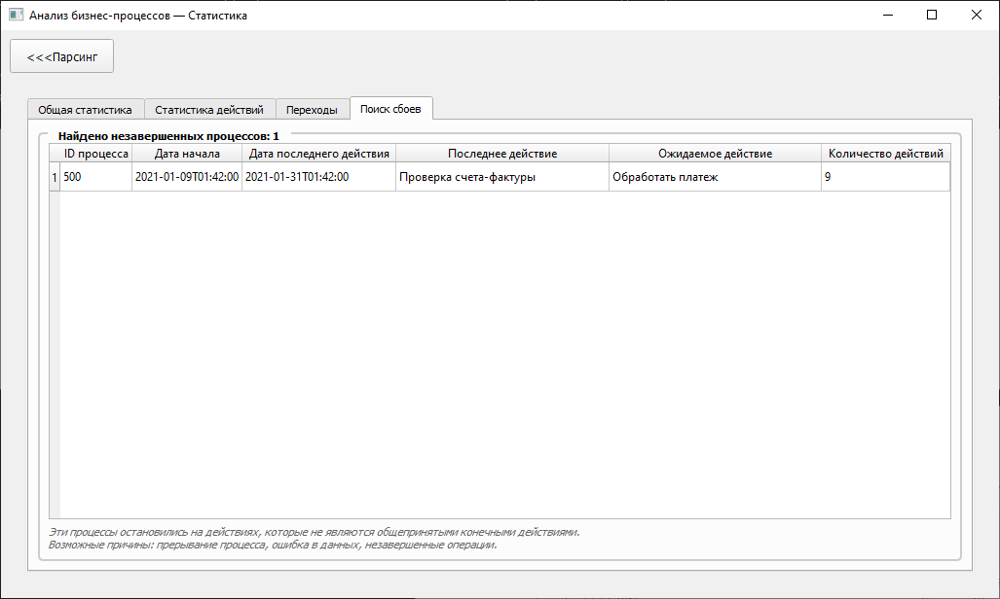 Анализ бизнес-процессов — Статистика
<<<Парсинг
Общая статистика Статистика действий Переходы Поиск сбоев
Найдено незавершенных процессов: 1
ID процесса Дата начала Дата последнего действия Последнее действие Ожидаемое действие Количество действий
1 500 2021-01-09T01:42:00 2021-01-31T01:42:00 Проверка счета-фактуры Обработать платеж 9
Эти процессы остановились на действиях, которые не являются общепринятыми конечными действиями.
Возможные причины: прерывание процесса, ошибка в данных, незавершенные операции.